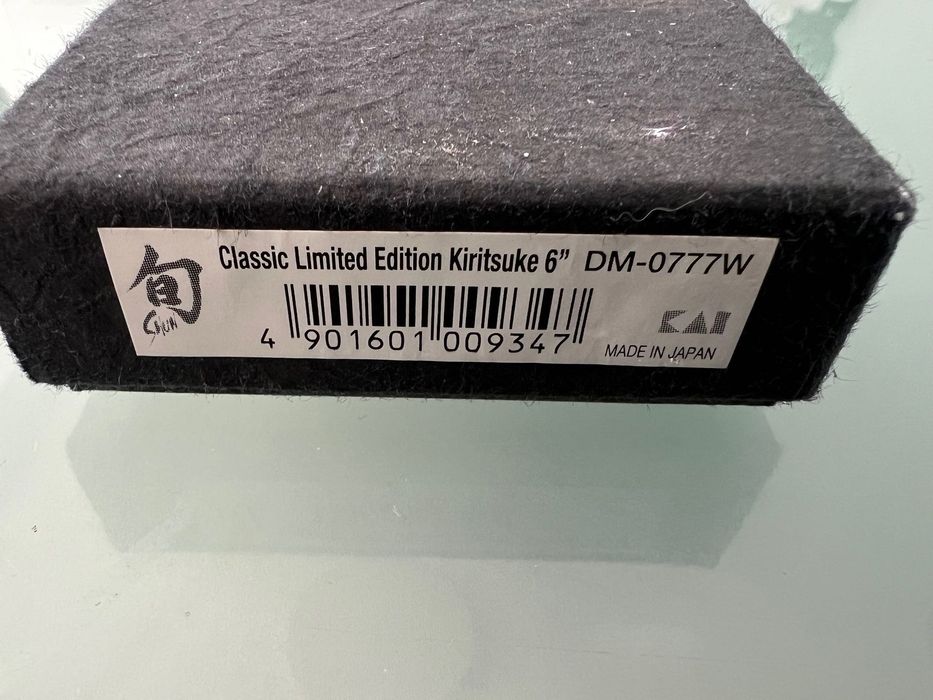 旬
SHUN
Classic Limited Edition Kiritsuke 6” DM-0777W
4 901601 009347
KAI
MADE IN JAPAN